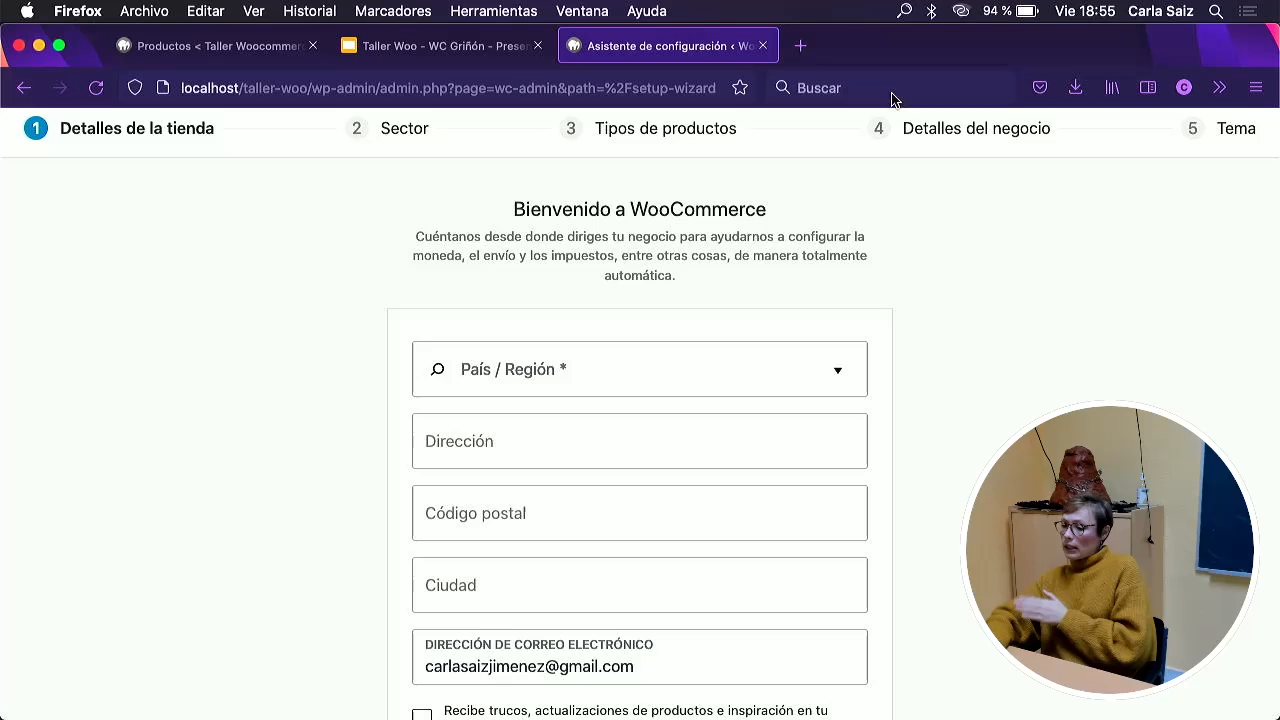 Firefox Archivo Editar Ver Historial Marcadores Herramientas Ventana Ayuda 94 % Vie 18:55 Carla Saiz
Productos < Taller Woocommerc Taller Woo - WC Griñón - Presen Asistente de configuración ‹ Wo
localhost/taller-woo/wp-admin/admin.php?page=wc-admin&path=%2Fsetup-wizard Buscar
1 Detalles de la tienda 2 Sector 3 Tipos de productos 4 Detalles del negocio 5 Tema
Bienvenido a WooCommerce
Cuéntanos desde donde diriges tu negocio para ayudarnos a configurar la
moneda, el envío y los impuestos, entre otras cosas, de manera totalmente
automática.
País / Región *
Dirección
Código postal
Ciudad
DIRECCIÓN DE CORREO ELECTRÓNICO
carlasaizjimenez@gmail.com
Recibe trucos, actualizaciones de productos e inspiración en tu